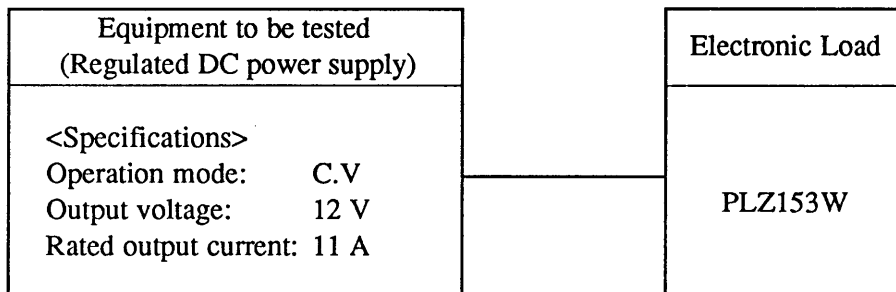 Equipment to be tested
(Regulated DC power supply)
<Specifications>
Operation mode: C.V
Output voltage: 12 V
Rated output current: 11 A
Electronic Load
PLZ153W